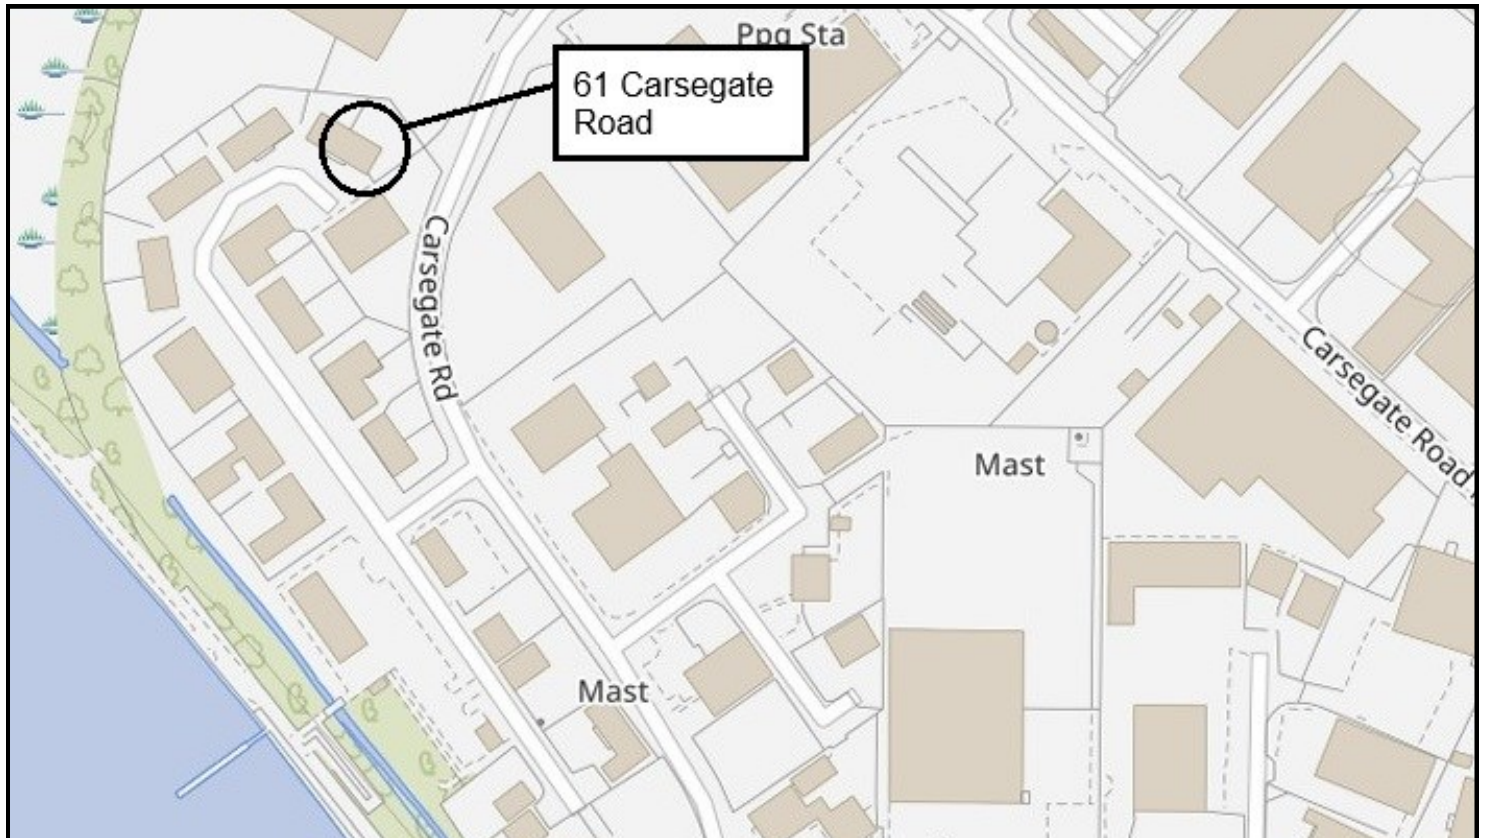 Ppg Sta
61 Carsegate
Road
Carsegate Rd
Carsegate Road
Mast
Mast